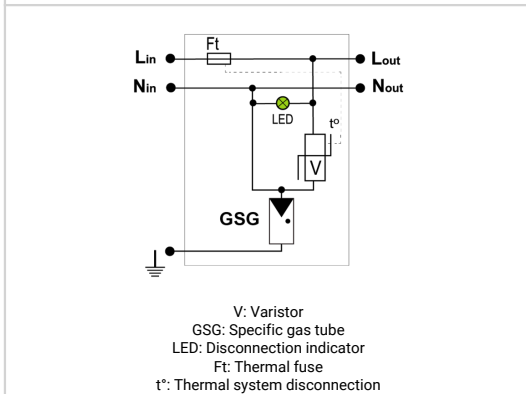 Ft
Lin
Lout
Nin
Nout
LED
t°
V
GSG
V: Varistor
GSG: Specific gas tube
LED: Disconnection indicator
Ft: Thermal fuse
t°: Thermal system disconnection